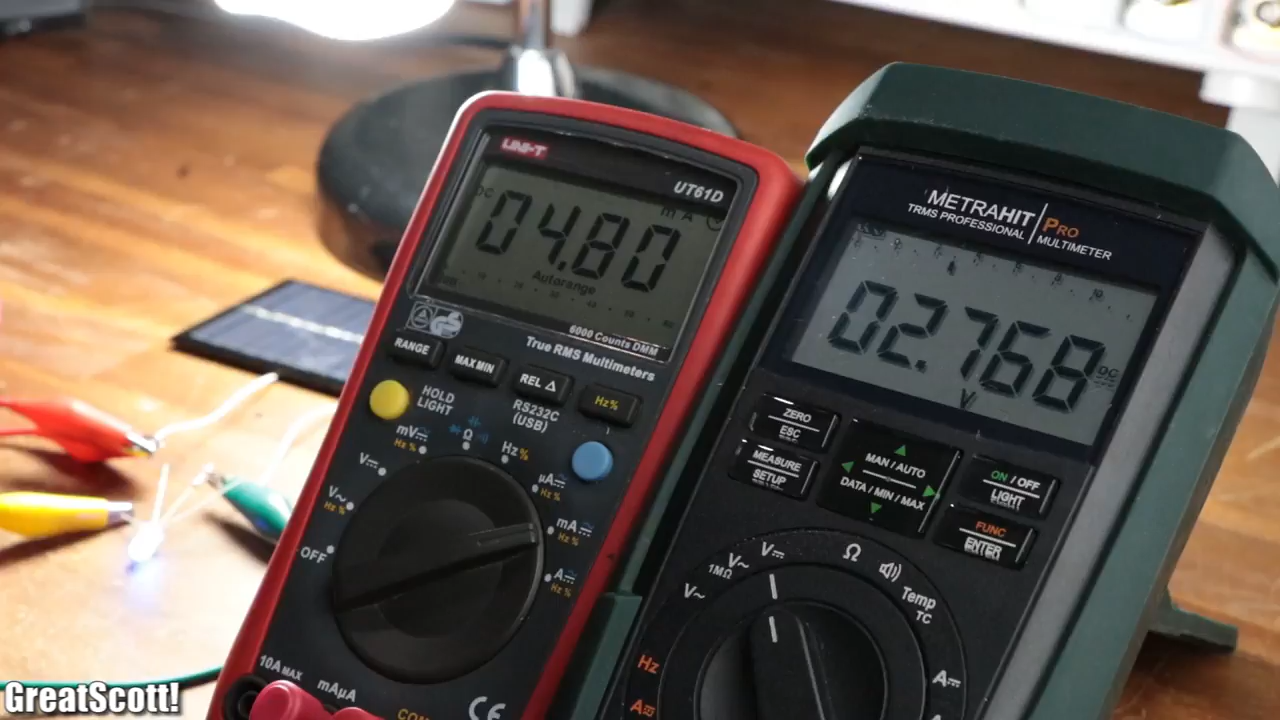 UNI-T
UT61D
DC
mA
04.80
Autorange
6000 Counts DMM
True RMS Multimeters
RANGE
MAX MIN
REL △
Hz%
HOLD
LIGHT
RS232C
(USB)
mV
Hz %
Ω
Hz%
V
µA
Hz %
V~
Hz %
mA
Hz %
OFF
A
Hz %
10A MAX
mAµA
COM
CE
METRAHIT Pro
TRMS PROFESSIONAL MULTIMETER
02.768
DC
V
ZERO
ESC
MEASURE
SETUP
MAN / AUTO
DATA / MIN / MAX
ON / OFF
LIGHT
FUNC
ENTER
V~
1MΩ
V~
V
Ω
Temp
TC
Hz
A
A
GreatScott!